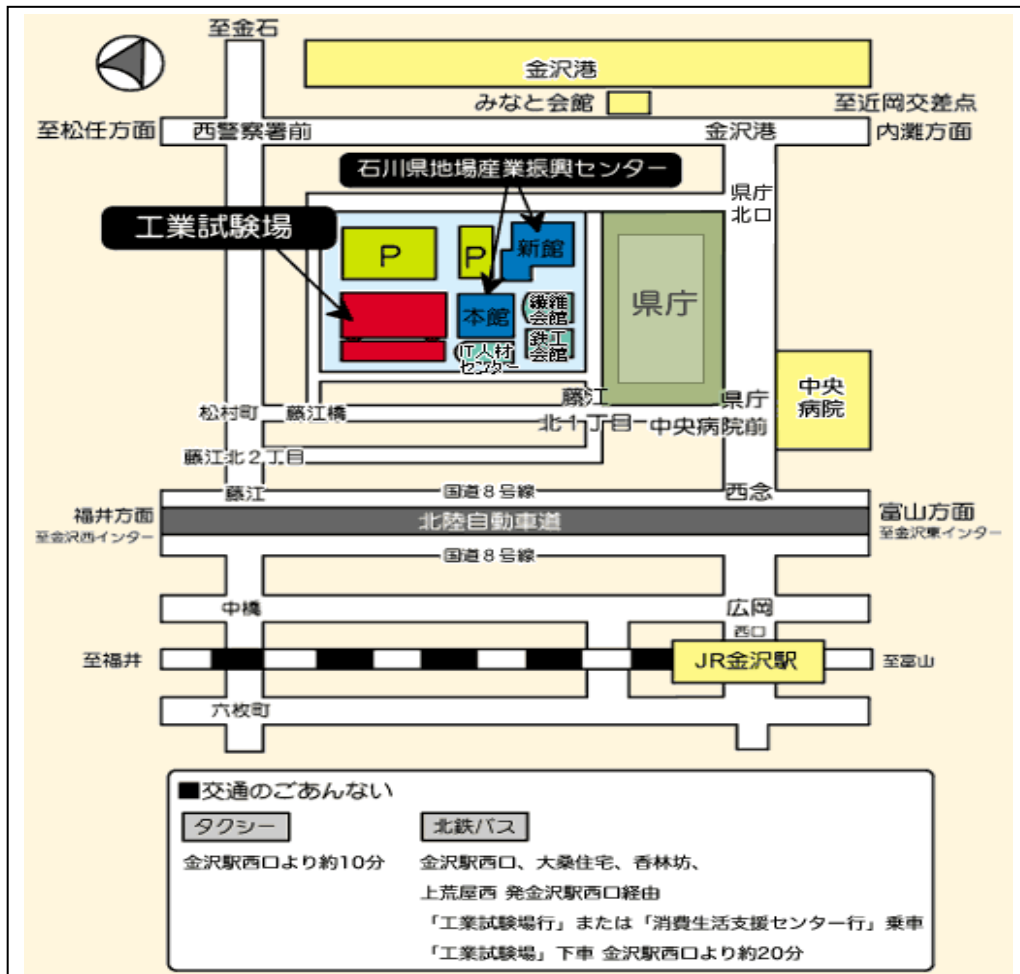 至金石
金沢港
みなと会館
至近岡交差点
至松任方面
西警察署前
金沢港
内灘方面
石川県地場産業振興センター
県庁
北口
工業試験場
P
P
新館
県庁
本館
繊維
会館
鉄工
会館
IT人材
センター
中央
病院
松村町
藤江橋
藤江
北1丁目
県庁
中央病院前
藤江北2丁目
藤江
国道8号線
西念
福井方面
至金沢西インター
北陸自動車道
富山方面
至金沢東インター
国道8号線
中橋
広岡
西口
至福井
JR金沢駅
至富山
六枚町
■交通のごあんない
タクシー
金沢駅西口より約10分
北鉄バス
金沢駅西口、大桑住宅、香林坊、
上荒屋西 発金沢駅西口経由
「工業試験場行」または「消費生活支援センター行」乗車
「工業試験場」下車 金沢駅西口より約20分